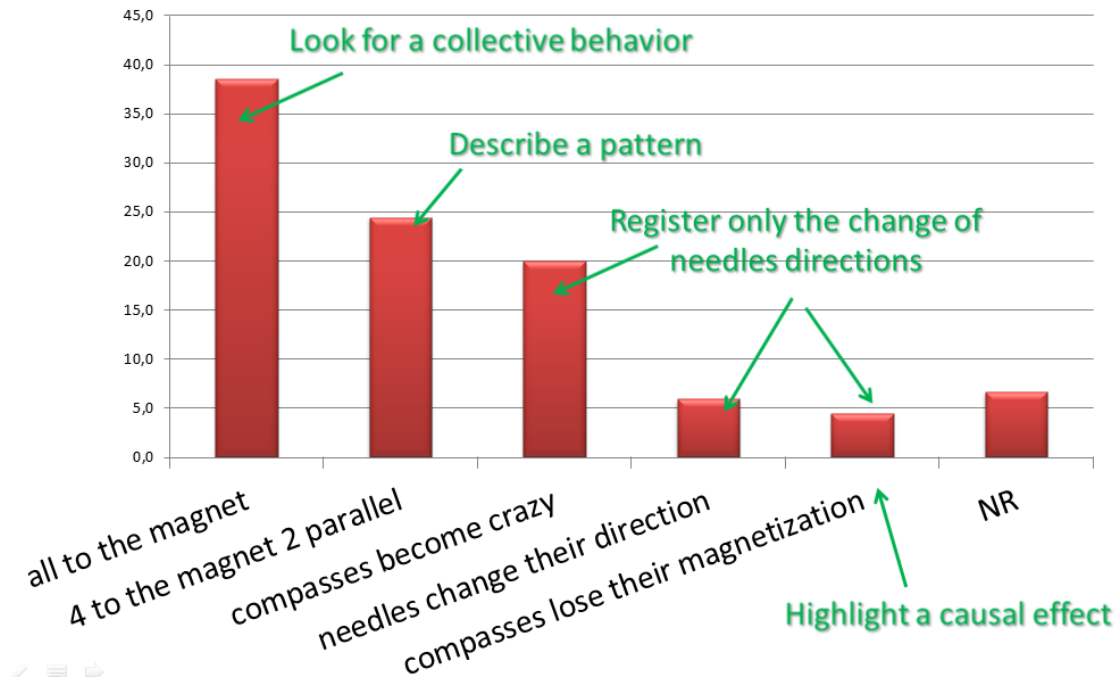 45,0
40,0
35,0
30,0
25,0
20,0
15,0
10,0
5,0
0,0
Look for a collective behavior
Describe a pattern
Register only the change of
needles directions
all to the magnet
4 to the magnet 2 parallel
compasses become crazy
needles change their direction
compasses lose their magnetization
NR
Highlight a causal effect